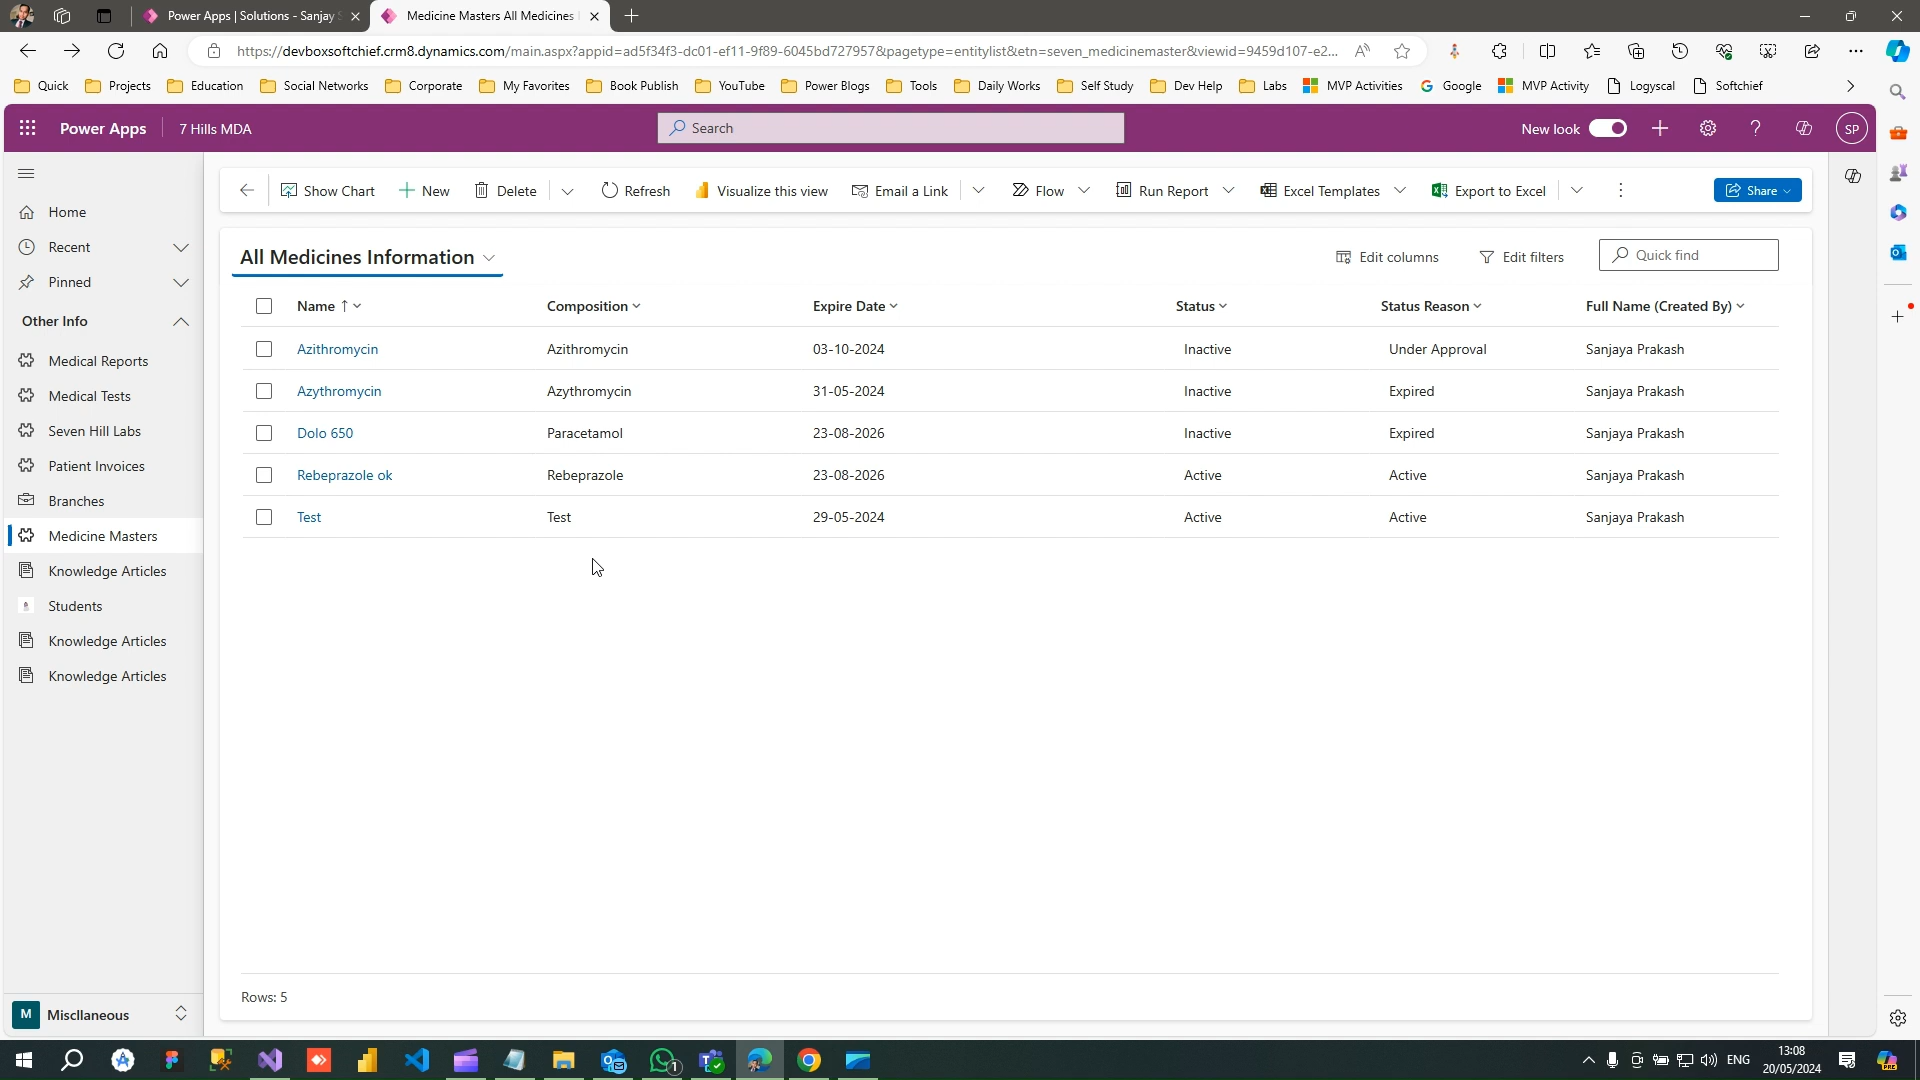 Power Apps | Solutions - Sanjay S
Medicine Masters All Medicines I
https://devboxsoftchief.crm8.dynamics.com/main.aspx?appid=ad5f34f3-dc01-ef11-9f89-6045bd727957&pagetype=entitylist&etn=seven_medicinemaster&viewid=9459d107-e2...
Quick Projects Education Social Networks Corporate My Favorites Book Publish YouTube Power Blogs Tools Daily Works Self Study Dev Help Labs MVP Activities Google MVP Activity Logyscal Softchief
Power Apps 7 Hills MDA Search New look SP
Show Chart New Delete Refresh Visualize this view Email a Link Flow Run Report Excel Templates Export to Excel Share
Home
Recent
Pinned
Other Info
Medical Reports
Medical Tests
Seven Hill Labs
Patient Invoices
Branches
Medicine Masters
Knowledge Articles
Students
Knowledge Articles
Knowledge Articles
M Miscllaneous
All Medicines Information Edit columns Edit filters Quick find
Name Composition Expire Date Status Status Reason Full Name (Created By)
Azithromycin Azithromycin 03-10-2024 Inactive Under Approval Sanjaya Prakash
Azythromycin Azythromycin 31-05-2024 Inactive Expired Sanjaya Prakash
Dolo 650 Paracetamol 23-08-2026 Inactive Expired Sanjaya Prakash
Rebeprazole ok Rebeprazole 23-08-2026 Active Active Sanjaya Prakash
Test Test 29-05-2024 Active Active Sanjaya Prakash
Rows: 5
1
ENG
13:08
20/05/2024
PRE